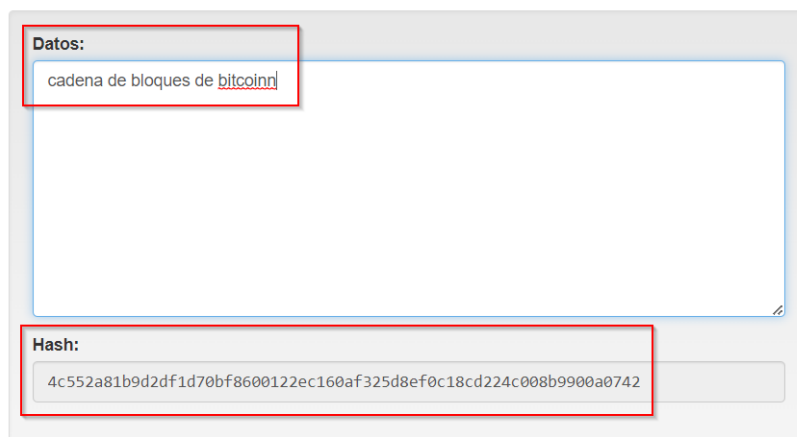 Datos:
cadena de bloques de bitcoinn
Hash:
4c552a81b9d2df1d70bf8600122ec160af325d8ef0c18cd224c008b9900a0742